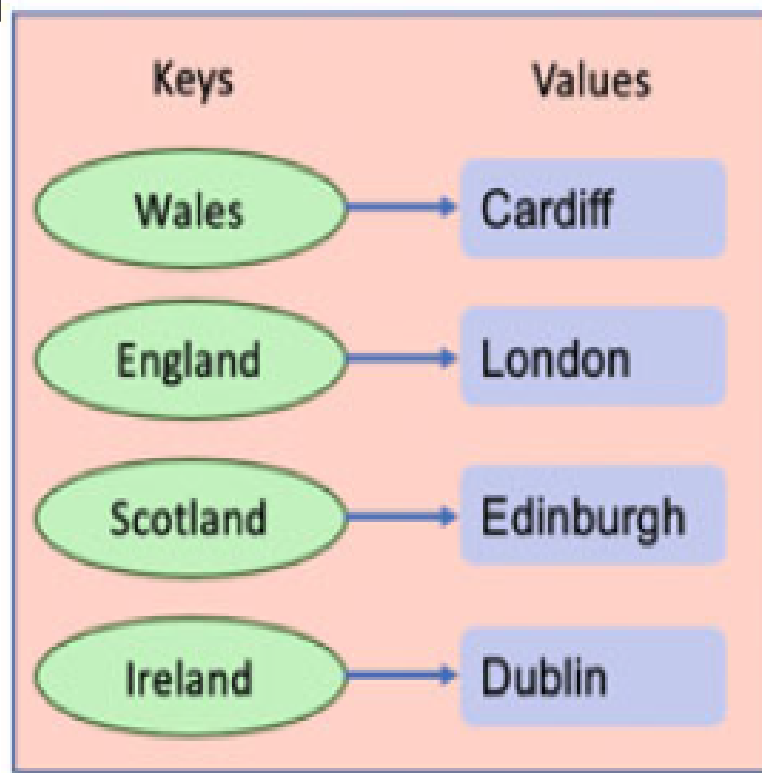 Keys Values
Wales Cardiff
England London
Scotland Edinburgh
Ireland Dublin